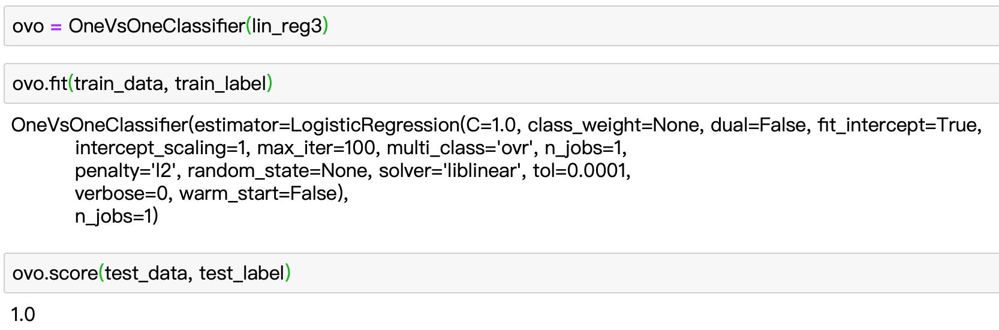 ovo = OneVsOneClassifier(lin_reg3)
ovo.fit(train_data, train_label)
OneVsOneClassifier(estimator=LogisticRegression(C=1.0, class_weight=None, dual=False, fit_intercept=True,
intercept_scaling=1, max_iter=100, multi_class='ovr', n_jobs=1,
penalty='l2', random_state=None, solver='liblinear', tol=0.0001,
verbose=0, warm_start=False),
n_jobs=1)
ovo.score(test_data, test_label)
1.0